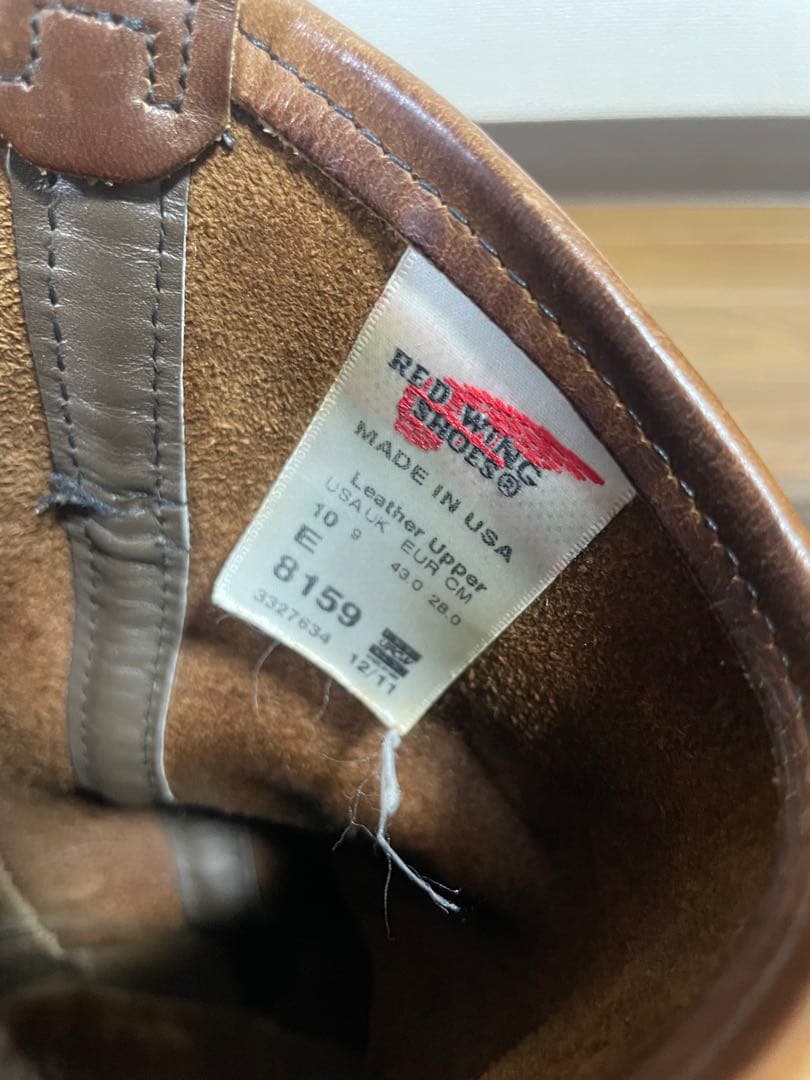 RED WING
SHOES®
MADE IN USA
Leather Upper
USA UK EUR CM
10 9 43.0 28.0
E
8159
3327634 12/11